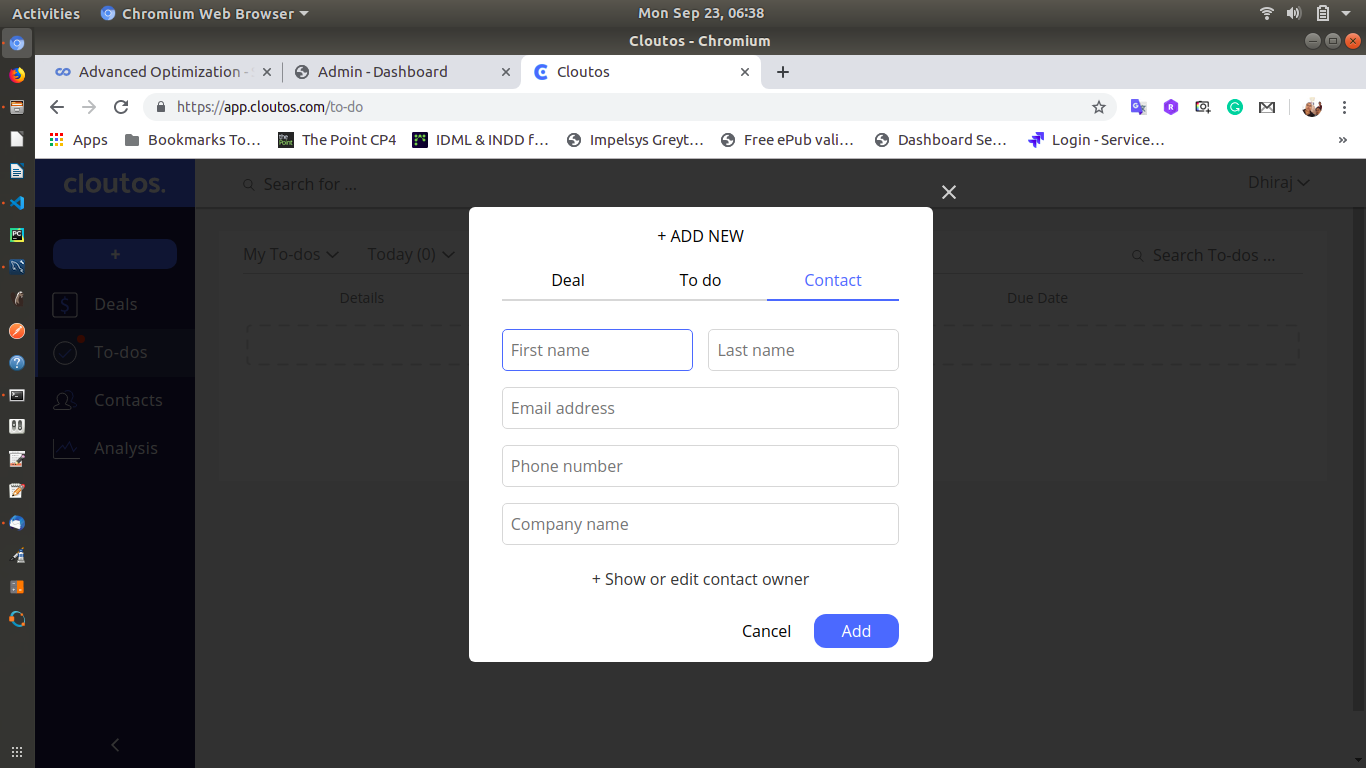 Activities
Chromium Web Browser
Mon Sep 23, 06:38
Cloutos - Chromium
Advanced Optimization -
Admin - Dashboard
Cloutos
https://app.cloutos.com/to-do
Apps
Bookmarks To...
The Point CP4
IDML & INDD f...
Impelsys Greyt...
Free ePub vali...
Dashboard Se...
Login - Service...
»
cloutos.
Search for ...
Dhiraj
+
Deals
To-dos
Contacts
Analysis
My To-dos
Today (0)
Search To-dos ...
Details
Due Date
+ ADD NEW
Deal
To do
Contact
First name
Last name
Email address
Phone number
Company name
+ Show or edit contact owner
Cancel
Add